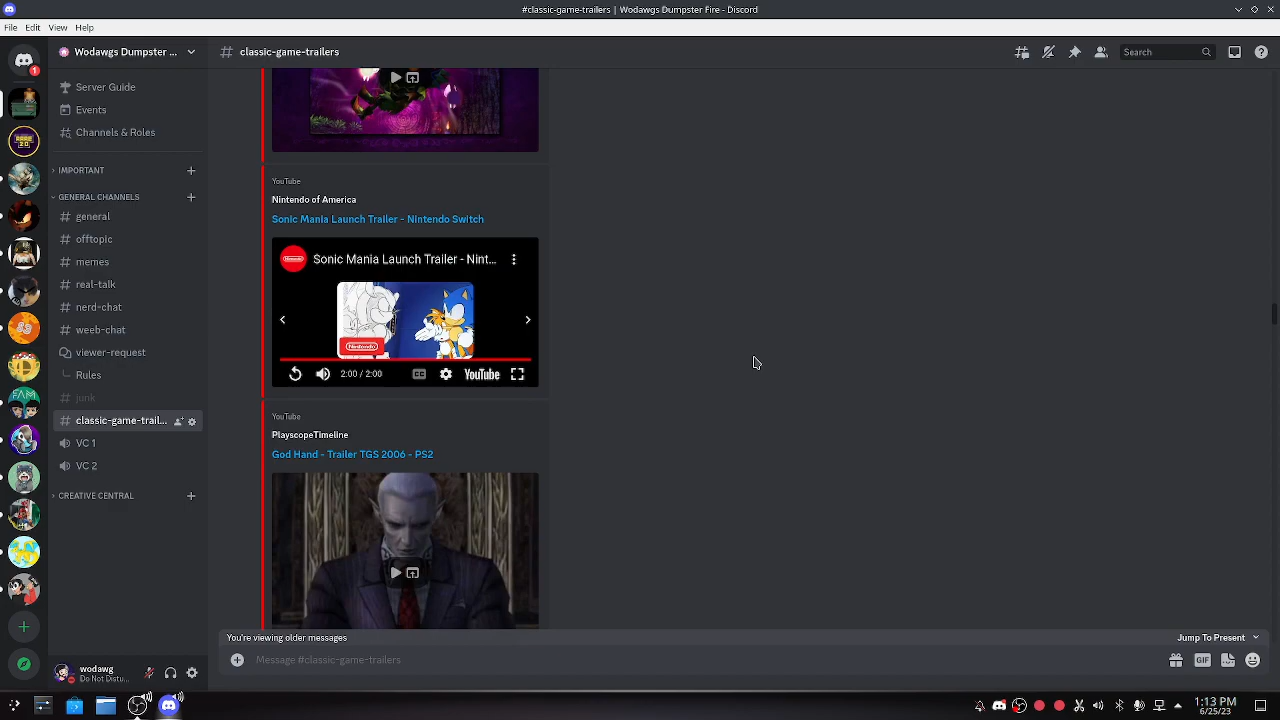 #classic-game-trailers | Wodawgs Dumpster Fire - Discord
File Edit View Help
Wodawgs Dumpster ...
classic-game-trailers
Search
1
Server Guide
Events
Channels & Roles
IMPORTANT
GENERAL CHANNELS
general
offtopic
memes
real-talk
nerd-chat
weeb-chat
viewer-request
Rules
junk
classic-game-trail...
VC 1
VC 2
CREATIVE CENTRAL
YouTube
Nintendo of America
Sonic Mania Launch Trailer - Nintendo Switch
Nintendo
Sonic Mania Launch Trailer - Nint...
Nintendo
2:00 / 2:00
CC
YouTube
YouTube
PlayscopeTimeline
God Hand - Trailer TGS 2006 - PS2
You're viewing older messages
Jump To Present
Message #classic-game-trailers
GIF
wodawg
Do Not Distu...
1:13 PM
6/25/23